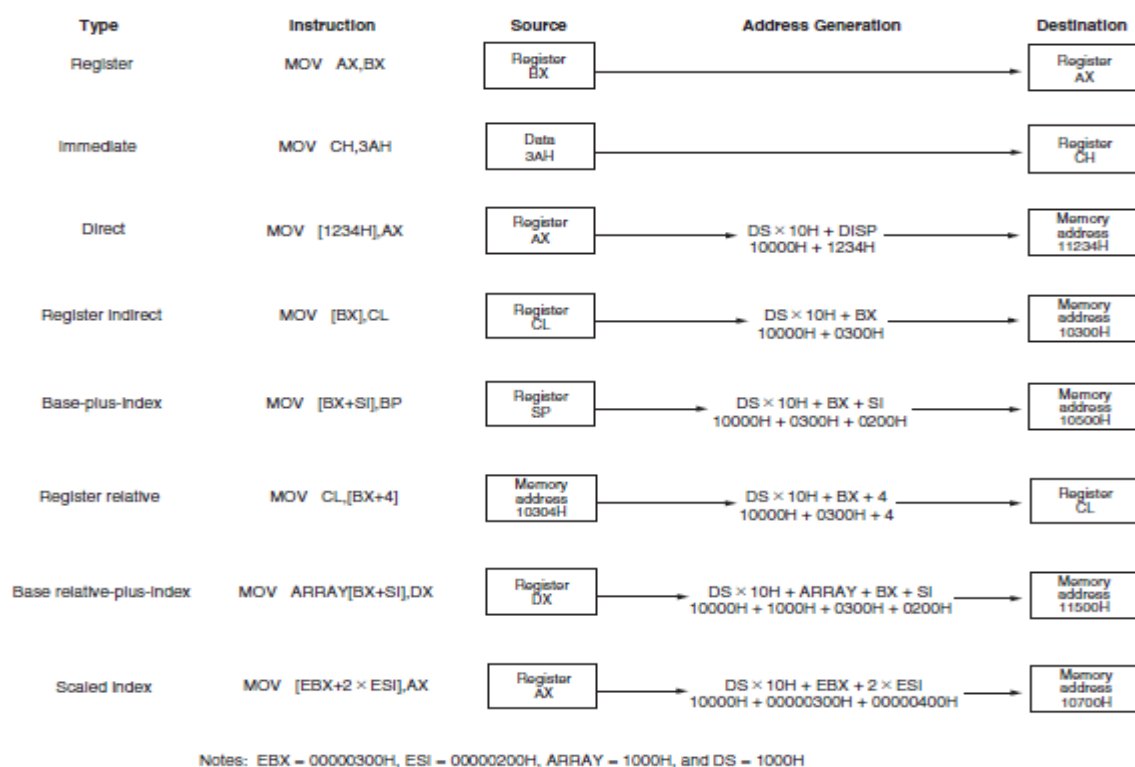 Type Instruction Source Address Generation Destination
Register MOV AX,BX Register BX Register AX
Immediate MOV CH,3AH Data 3AH Register CH
Direct MOV [1234H],AX Register AX DS × 10H + DISP
10000H + 1234H Memory address 11234H
Register indirect MOV [BX],CL Register CL DS × 10H + BX
10000H + 0300H Memory address 10300H
Base-plus-index MOV [BX+SI],BP Register SP DS × 10H + BX + SI
10000H + 0300H + 0200H Memory address 10500H
Register relative MOV CL,[BX+4] Memory address 10304H DS × 10H + BX + 4
10000H + 0300H + 4 Register CL
Base relative-plus-index MOV ARRAY[BX+SI],DX Register DX DS × 10H + ARRAY + BX + SI
10000H + 1000H + 0300H + 0200H Memory address 11500H
Scaled index MOV [EBX+2 × ESI],AX Register AX DS × 10H + EBX + 2 × ESI
10000H + 00000300H + 00000400H Memory address 10700H
Notes: EBX = 00000300H, ESI = 00000200H, ARRAY = 1000H, and DS = 1000H